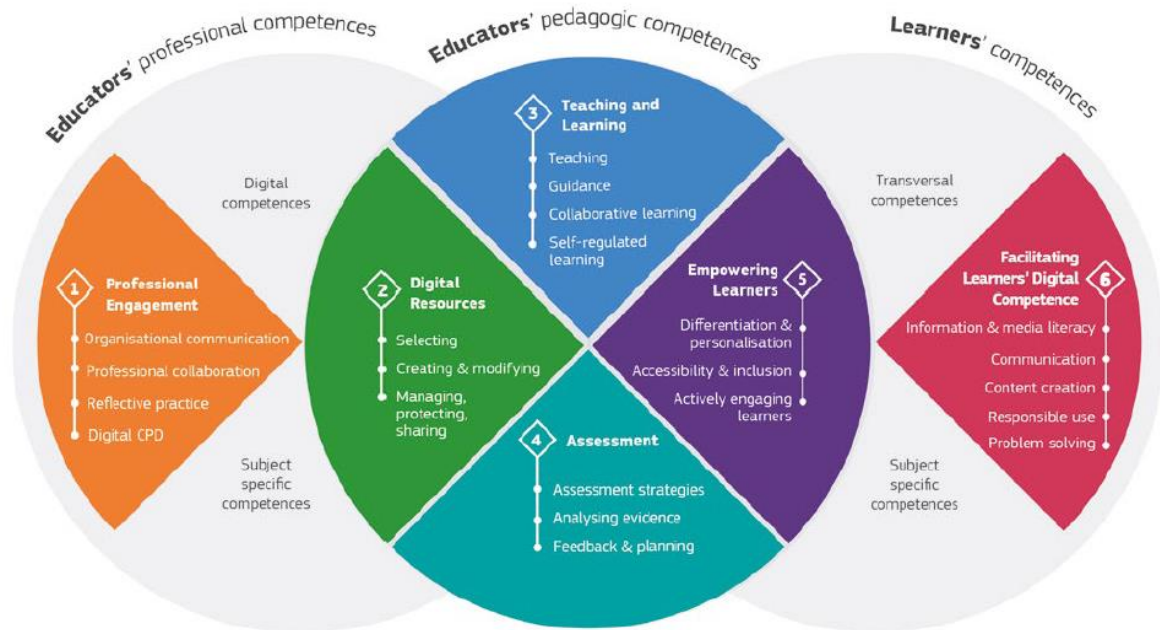 Educators' professional competences
Educators' pedagogic competences
Learners' competences
Digital
competences
Transversal
competences
Subject
specific
competences
Subject
specific
competences
1
Professional
Engagement
Organisational communication
Professional collaboration
Reflective practice
Digital CPD
2
Digital
Resources
Selecting
Creating & modifying
Managing,
protecting,
sharing
3
Teaching and
Learning
Teaching
Guidance
Collaborative learning
Self-regulated
learning
4
Assessment
Assessment strategies
Analysing evidence
Feedback & planning
Empowering
Learners
5
Differentiation &
personalisation
Accessibility & inclusion
Actively engaging
learners
Facilitating
Learners' Digital
Competence
6
Information & media literacy
Communication
Content creation
Responsible use
Problem solving